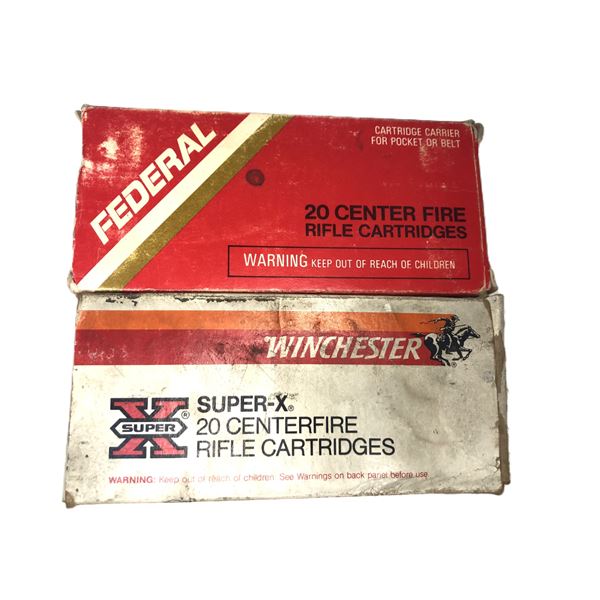 FEDERAL
CARTRIDGE CARRIER
FOR POCKET OR BELT
20 CENTER FIRE
RIFLE CARTRIDGES
WARNING KEEP OUT OF REACH OF CHILDREN
WINCHESTER
®
X SUPER ®
SUPER-X®
20 CENTERFIRE
RIFLE CARTRIDGES
WARNING: Keep out of reach of children. See Warnings on back panel before use.